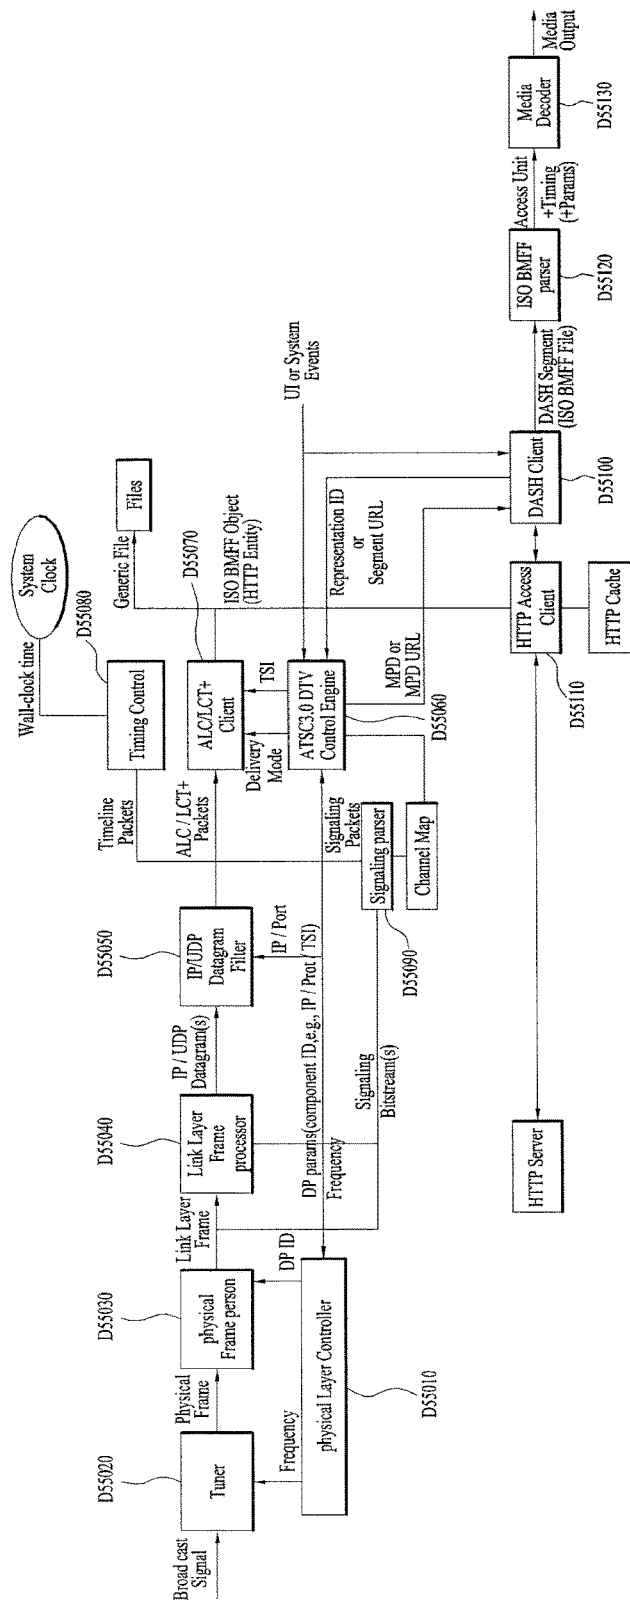 Broad cast
Signal
Tuner
D55020
Frequency
Physical
Frame
physical
Frame person
D55030
DP ID
physical Layer Controller
D55010
Link Layer
Frame
Link Layer
Frame
processor
D55040
IP / UDP
Datagram(s)
IP/UDP
Datagram
Filter
D55050
IP / Port
DP params(component ID,e.g., IP / Prot / TSI)
Frequency
Signaling
Bitstream(s)
Signaling parser
D55090
Channel Map
Signaling
Packets
Timeline
Packets
Timing Control
D55080
Wall-clock time
System
Clock
ALC / LCT+
Packets
ALC/LCT+
Client
D55070
Delivery
Mode
TSI
ATSC3.0 DTV
Control Engine
D55060
Generic File
Files
ISO BMFF Object
(HTTP Entity)
UI or System
Events
Representation ID
or
Segment URL
MPD or
MPD URL
HTTP Server
HTTP Access
Client
D55110
HTTP Cache
DASH Client
D55100
DASH Segment
(ISO BMFF File)
ISO BMFF
parser
D55120
Access Unit
+Timing
(+Params)
Media
Decoder
D55130
Media
Output